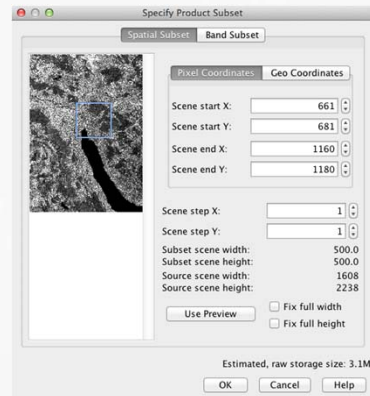 Specify Product Subset
Spatial Subset Band Subset
Pixel Coordinates Geo Coordinates
Scene start X: 661
Scene start Y: 681
Scene end X: 1160
Scene end Y: 1180
Scene step X: 1
Scene step Y: 1
Subset scene width: 500.0
Subset scene height: 500.0
Source scene width: 1608
Source scene height: 2238
Use Preview
Fix full width
Fix full height
Estimated, raw storage size: 3.1M
OK Cancel Help